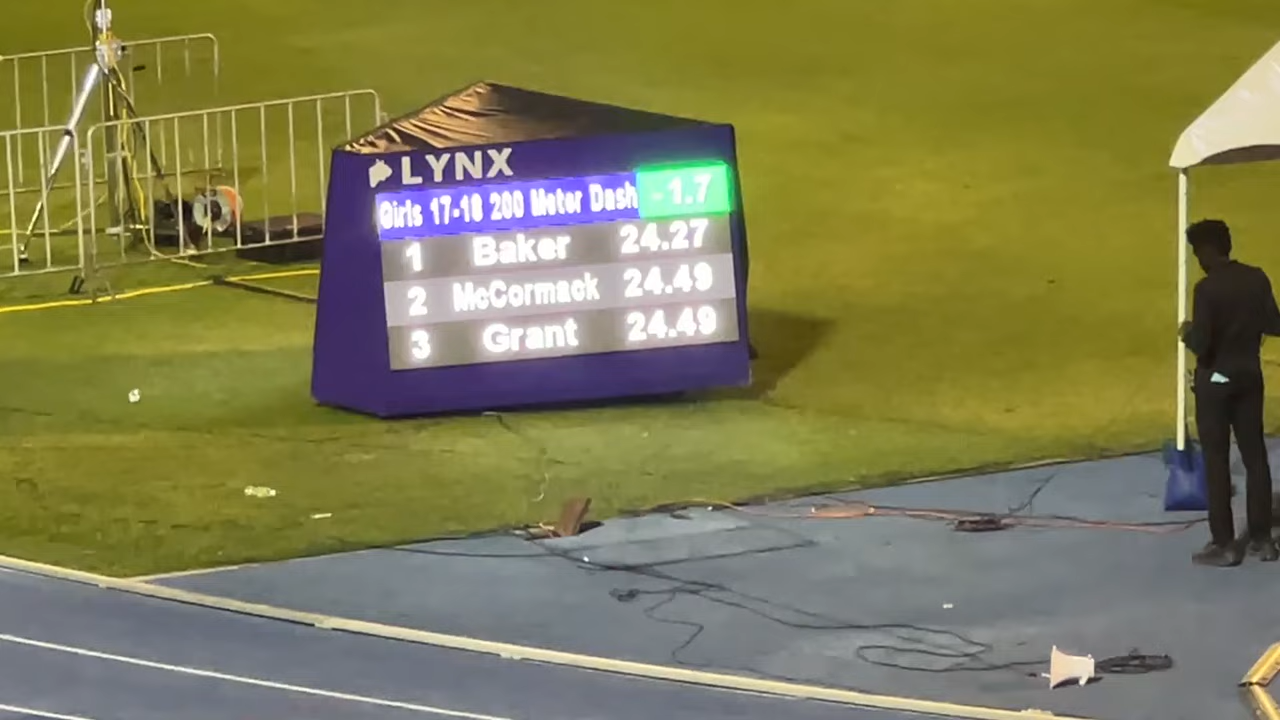 LYNX
Girls 17-18 200 Meter Dash -1.7
1 Baker 24.27
2 McCormack 24.49
3 Grant 24.49